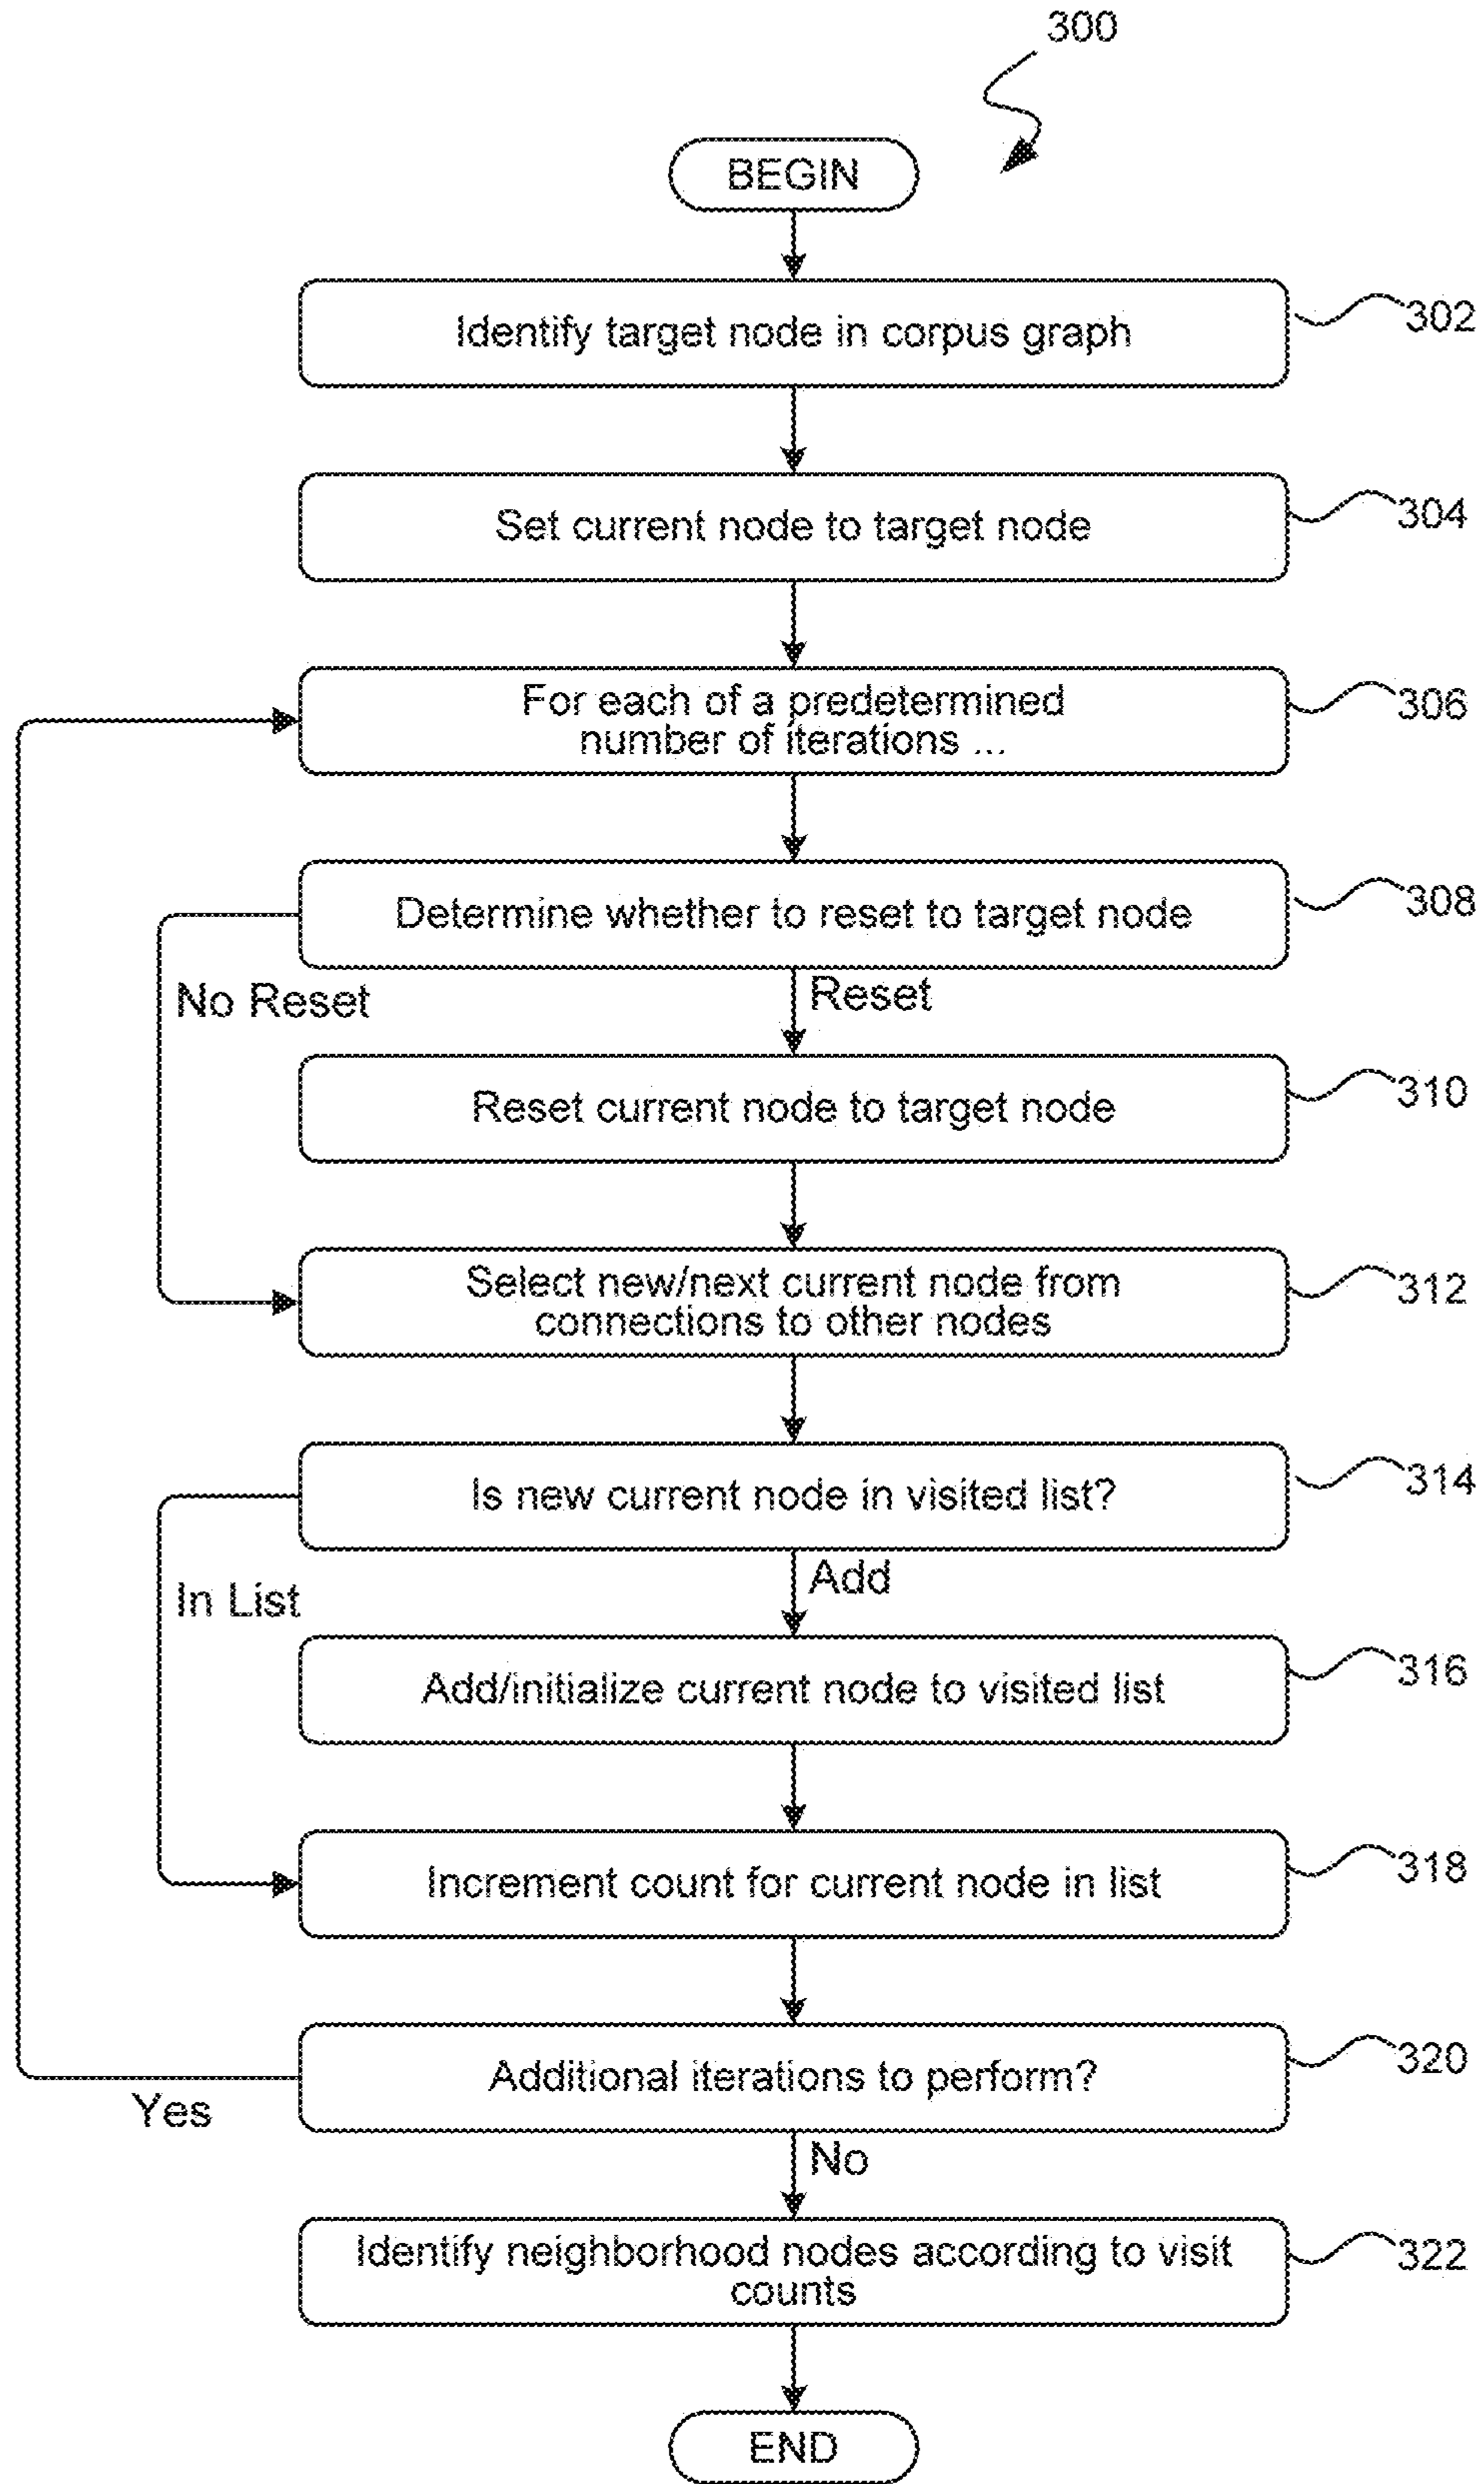 300
BEGIN
Identify target node in corpus graph
302
Set current node to target node
304
For each of a predetermined
number of iterations ...
306
Determine whether to reset to target node
308
No Reset
Reset
Reset current node to target node
310
Select new/next current node from
connections to other nodes
312
Is new current node in visited list?
314
In List
Add
Add/initialize current node to visited list
316
Increment count for current node in list
318
Additional iterations to perform?
320
Yes
No
Identify neighborhood nodes according to visit
counts
322
END